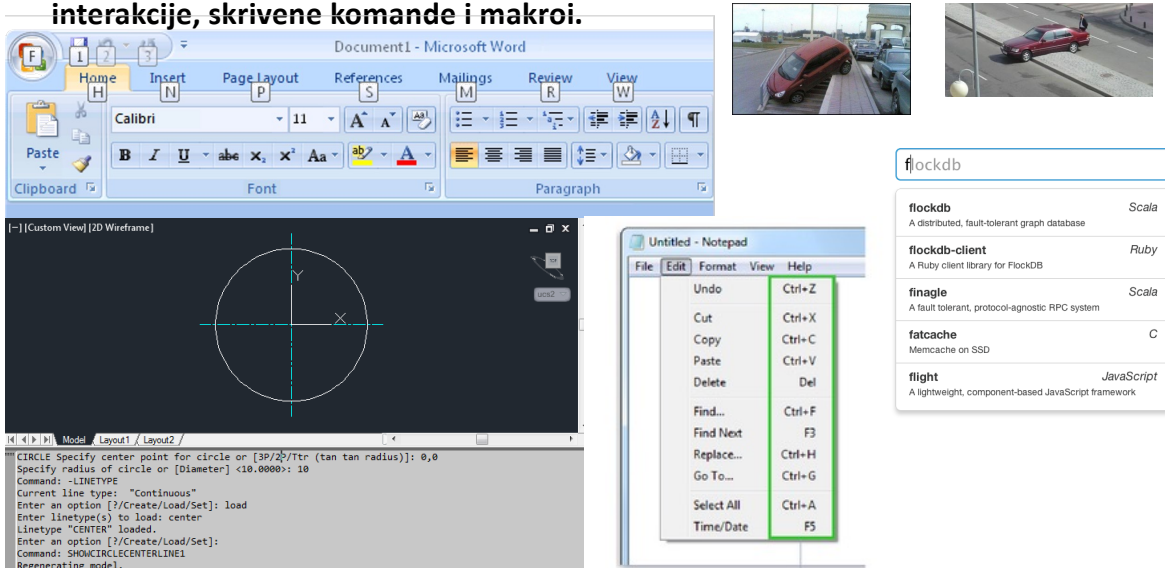 interakcije, skrivene komande i makroi.
F
1 2 3
Document1 - Microsoft Word
Home Insert Page Layout References Mailings Review View
H N P S M R W
Calibri 11 A A Aa
Paste
B I U abc X₂ X² Aa ab A A Z
Clipboard Font Paragraph
[−] [Custom View] [2D Wireframe]
Y
X
ucs2
Model Layout1 Layout2
CIRCLE Specify center point for circle or [3P/2P/Ttr (tan tan radius)]: 0,0
Specify radius of circle or [Diameter] <10.0000>: 10
Command: -LINETYPE
Current line type: "Continuous"
Enter an option [?/Create/Load/Set]: load
Enter linetype(s) to load: center
Linetype "CENTER" loaded.
Enter an option [?/Create/Load/Set]:
Command: SHOWCIRCLECENTERLINE1
Regenerating model.
Untitled - Notepad
File Edit Format View Help
Undo Ctrl+Z
Cut Ctrl+X
Copy Ctrl+C
Paste Ctrl+V
Delete Del
Find... Ctrl+F
Find Next F3
Replace... Ctrl+H
Go To... Ctrl+G
Select All Ctrl+A
Time/Date F5
flockdb
flockdb Scala
A distributed, fault-tolerant graph database
flockdb-client Ruby
A Ruby client library for FlockDB
finagle Scala
A fault tolerant, protocol-agnostic RPC system
fatcache C
Memcache on SSD
flight JavaScript
A lightweight, component-based JavaScript framework